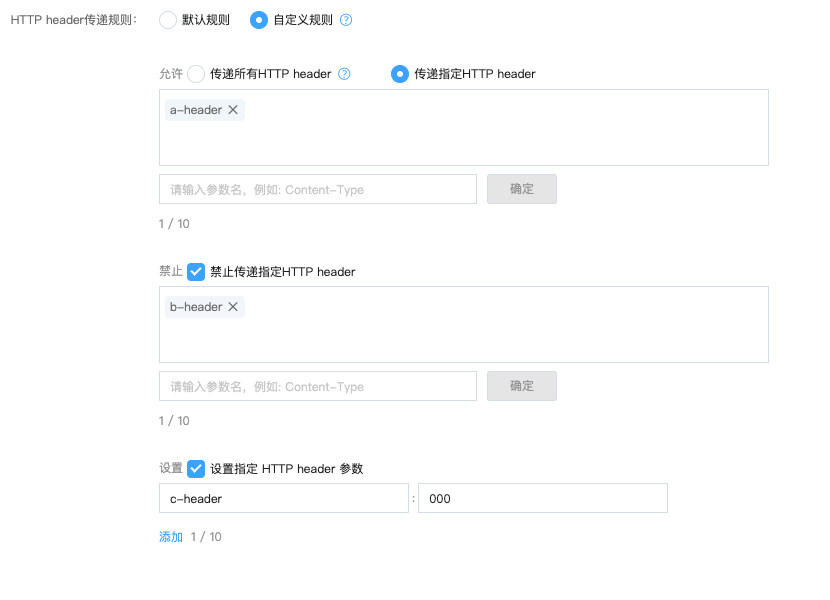 HTTP header传递规则： 默认规则 自定义规则 ?
允许 传递所有HTTP header ? 传递指定HTTP header
a-header ×
请输入参数名，例如: Content-Type 确定
1 / 10
禁止 禁止传递指定HTTP header
b-header ×
请输入参数名，例如: Content-Type 确定
1 / 10
设置 设置指定 HTTP header 参数
c-header : 000
添加 1 / 10